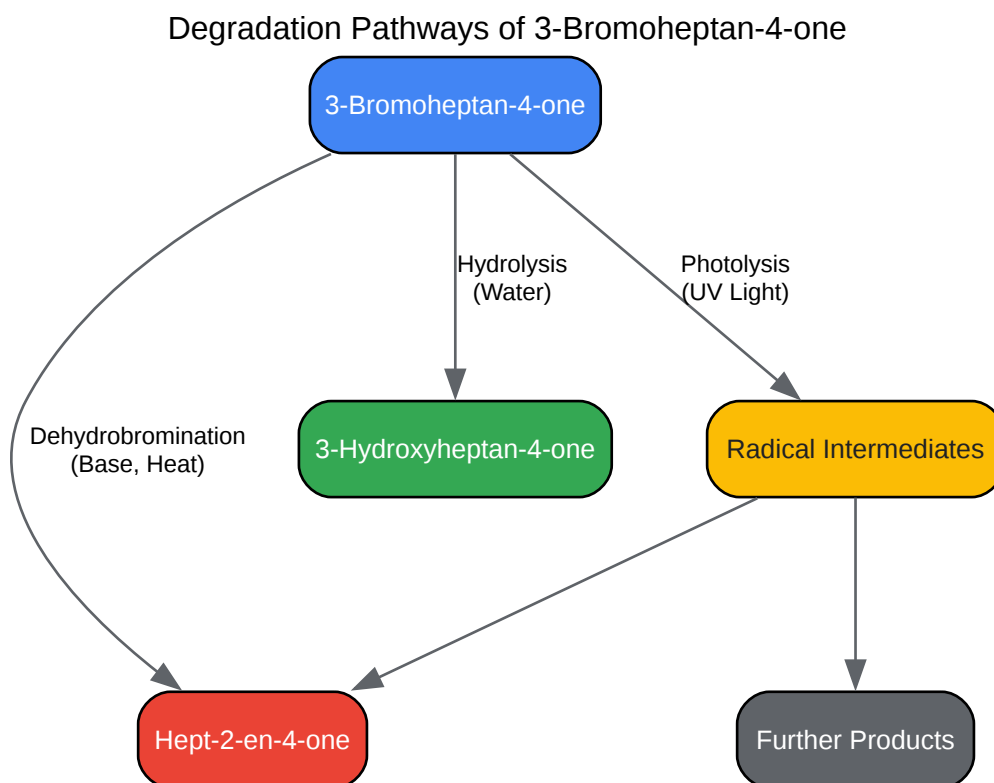 Degradation Pathways of 3-Bromoheptan-4-one
3-Bromoheptan-4-one
Hydrolysis
(Water)
Photolysis
(UV Light)
Dehydrobromination
(Base, Heat)
3-Hydroxyheptan-4-one
Radical Intermediates
Hept-2-en-4-one
Further Products